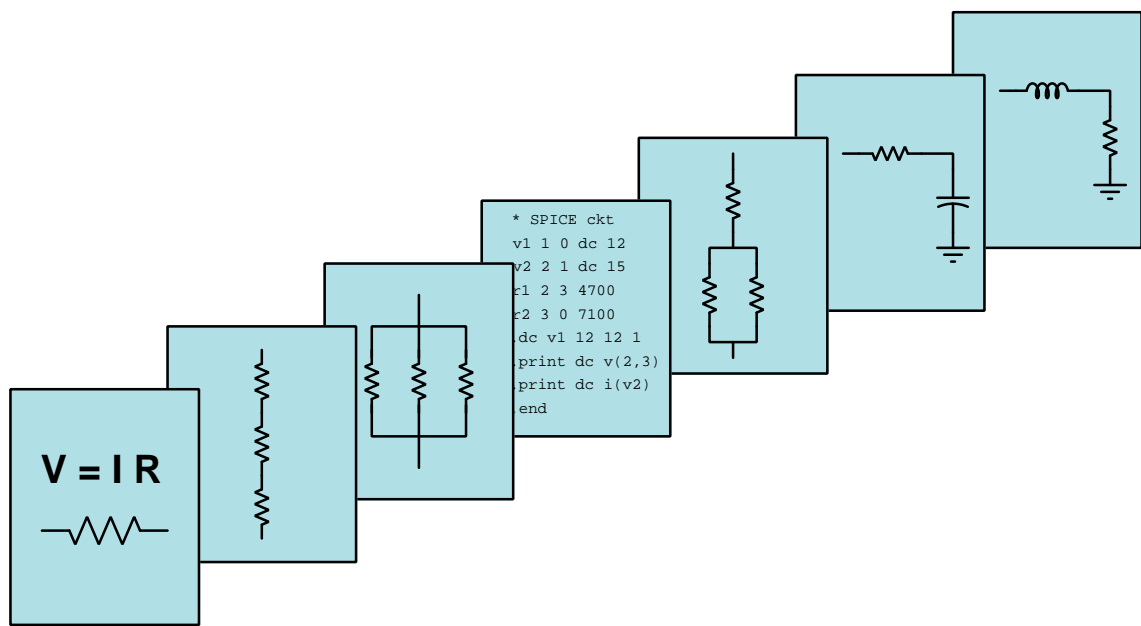 V = I R
* SPICE ckt
v1 1 0 dc 12
v2 2 1 dc 15
r1 2 3 4700
r2 3 0 7100
.dc v1 12 12 1
.print dc v(2,3)
.print dc i(v2)
.end